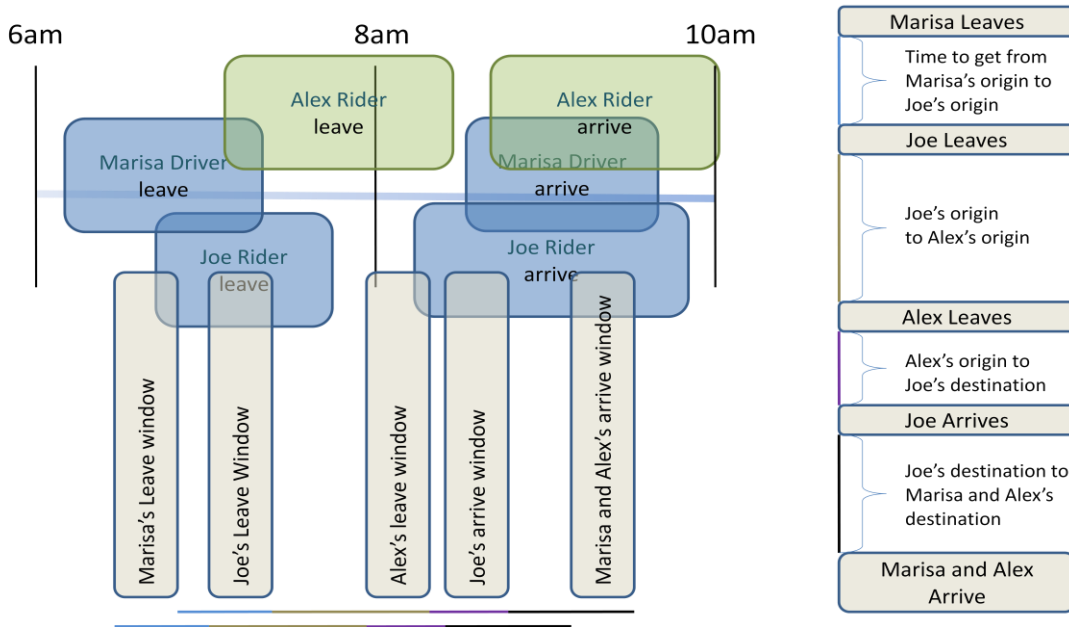 6am
8am
10am
Alex Rider
leave
Alex Rider
arrive
Marisa Driver
leave
Marisa Driver
arrive
Joe Rider
leave
Joe Rider
arrive
Marisa's Leave window
Joe's Leave Window
Alex's leave window
Joe's arrive window
Marisa and Alex's arrive window
Marisa Leaves
Time to get from
Marisa's origin to
Joe's origin
Joe Leaves
Joe's origin
to Alex's origin
Alex Leaves
Alex's origin to
Joe's destination
Joe Arrives
Joe's destination to
Marisa and Alex's
destination
Marisa and Alex
Arrive